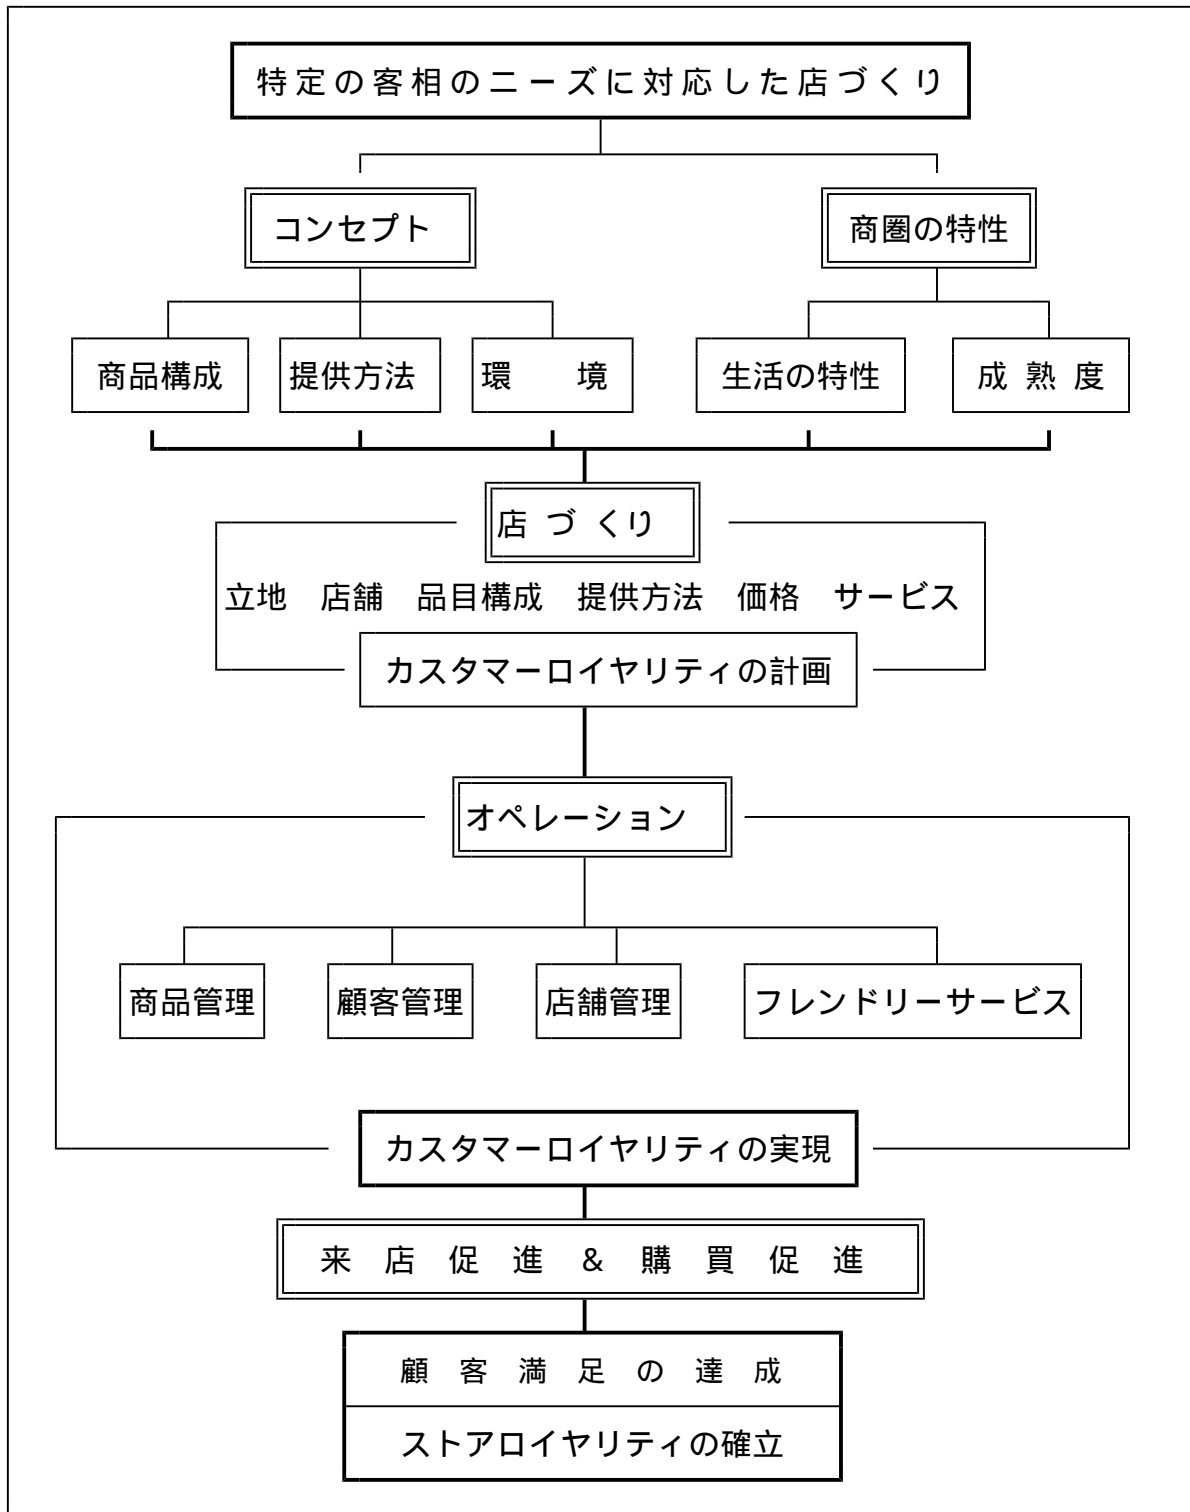 特定の客相のニーズに対応した店づくり
コンセプト 商圏の特性
商品構成 提供方法 環 境 生活の特性 成 熟 度
店 づ くり
立地 店舗 品目構成 提供方法 価格 サービス
カスタマーロイヤリティの計画
オペレーション
商品管理 顧客管理 店舗管理 フレンドリーサービス
カスタマーロイヤリティの実現
来 店 促 進 & 購 買 促 進
顧 客 満 足 の 達 成
ストアロイヤリティの確立